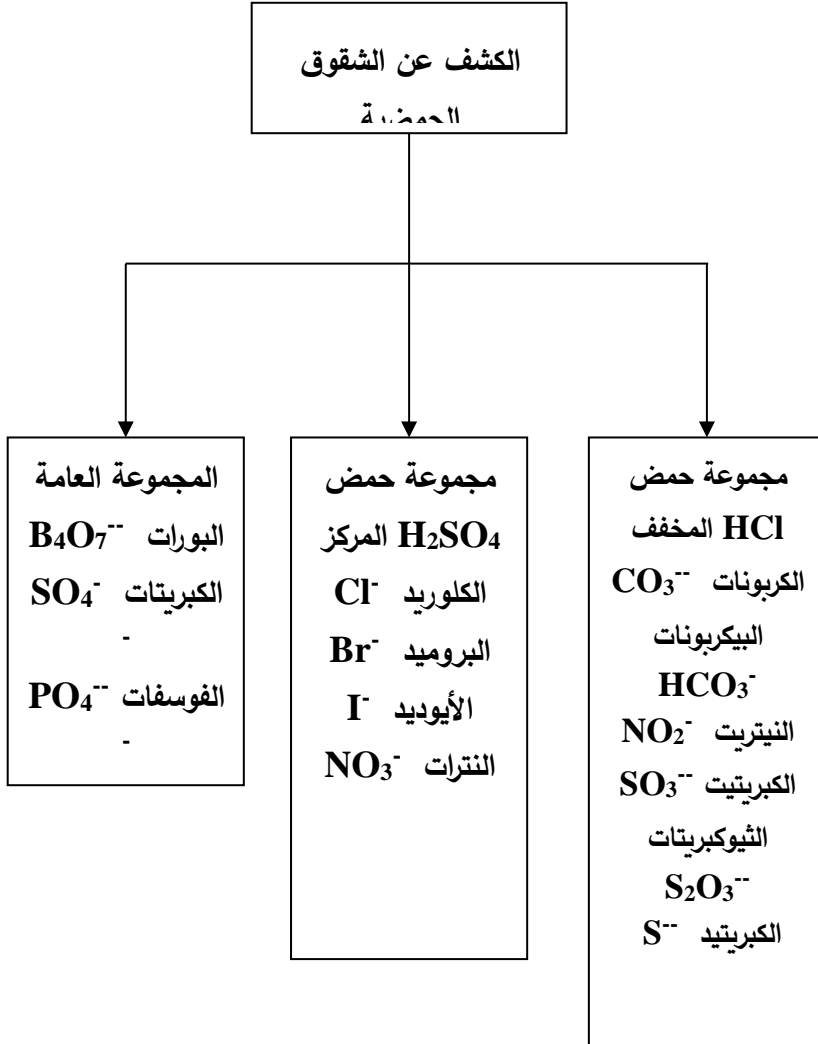 الكشف عن الشقوق
الحمضية
مجموعة حمض
HCl المخفف
الكربونات CO₃⁻⁻
البيكربونات
HCO₃⁻
النيتريت NO₂⁻
الكبريتيت SO₃⁻⁻
الثيوكبريتات
S₂O₃⁻⁻
الكبريتيد S⁻⁻
مجموعة حمض
H₂SO₄ المركز
الكلوريد Cl⁻
البروميد Br⁻
الأيوديد I⁻
النترات NO₃⁻
المجموعة العامة
البورات B₄O₇⁻⁻
الكبريتات SO₄⁻
-
الفوسفات PO₄⁻⁻
-